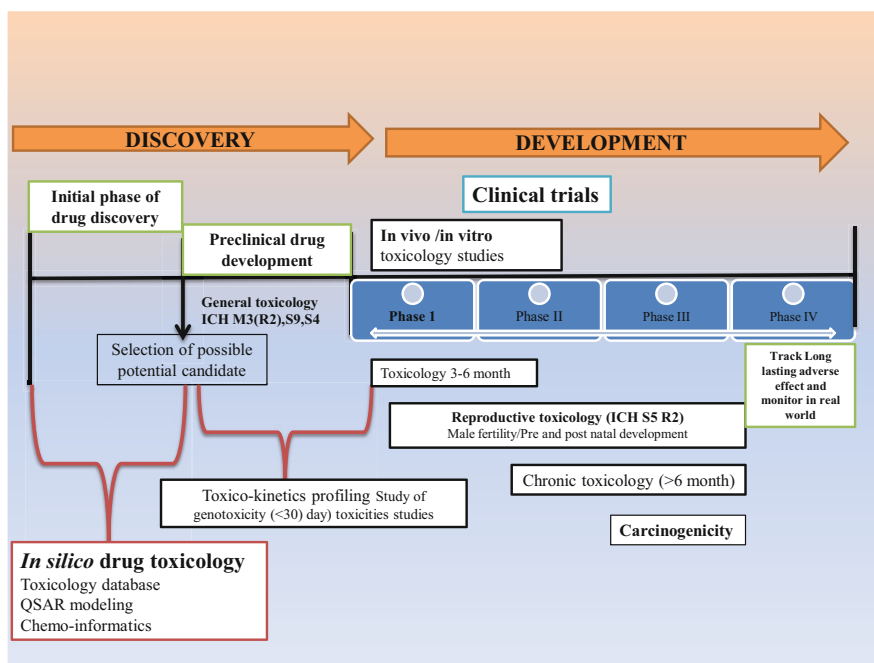 DISCOVERY
DEVELOPMENT
Initial phase of
drug discovery
Clinical trials
Preclinical drug
development
In vivo /in vitro
toxicology studies
General toxicology
ICH M3(R2),S9,S4
Phase 1
Phase II
Phase III
Phase IV
Selection of possible
potential candidate
Toxicology 3-6 month
Track Long
lasting adverse
effect and
monitor in real
world
Reproductive toxicology (ICH S5 R2)
Male fertility/Pre and post natal development
Toxico-kinetics profiling Study of
genotoxicity (<30) day) toxicities studies
Chronic toxicology (>6 month)
Carcinogenicity
In silico drug toxicology
Toxicology database
QSAR modeling
Chemo-informatics